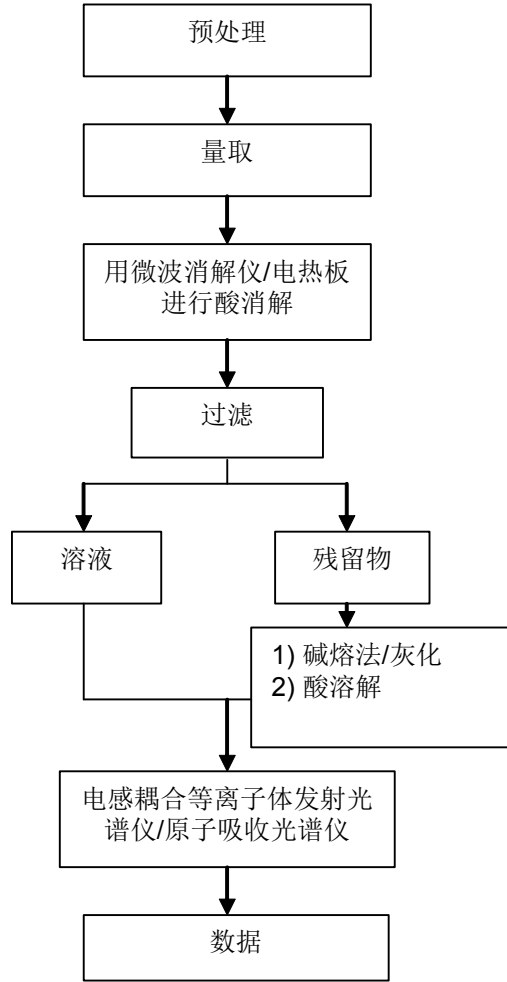 预处理
量取
用微波消解仪/电热板
进行酸消解
过滤
溶液
残留物
1) 碱熔法/灰化
2) 酸溶解
电感耦合等离子体发射光
谱仪/原子吸收光谱仪
数据